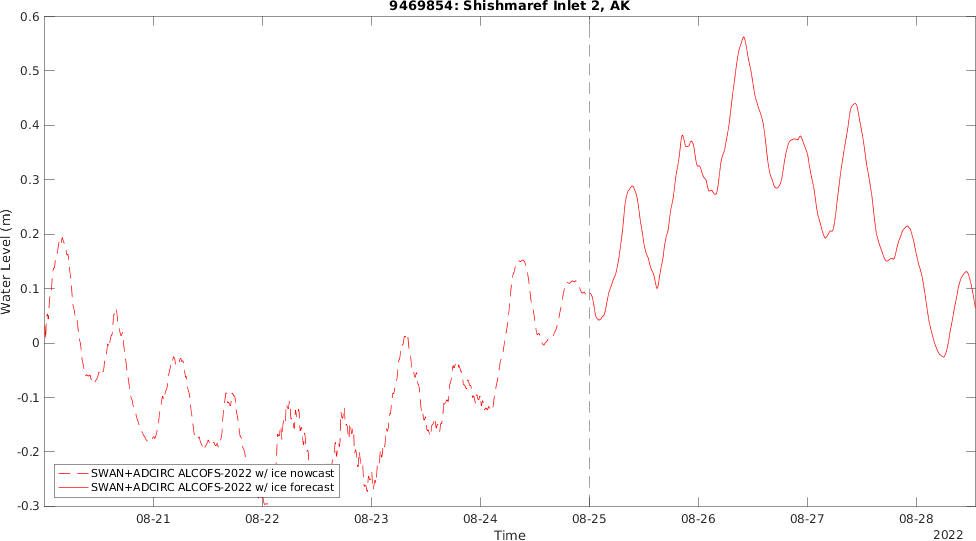 9469854: Shishmaref Inlet 2, AK
0.6
0.5
0.4
0.3
0.2
0.1
0
-0.1
-0.2
-0.3
Water Level (m)
SWAN+ADCIRC ALCOFS-2022 w/ ice nowcast
SWAN+ADCIRC ALCOFS-2022 w/ ice forecast
08-21 08-22 08-23 08-24 08-25 08-26 08-27 08-28
Time
2022